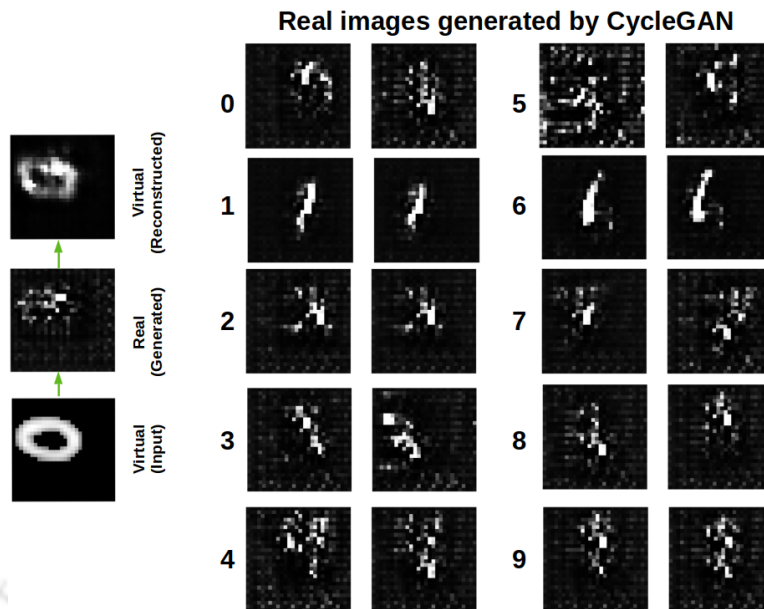 Real images generated by CycleGAN
0
5
1
6
2
7
3
8
4
9
Virtual
(Reconstructed)
Real
(Generated)
Virtual
(Input)